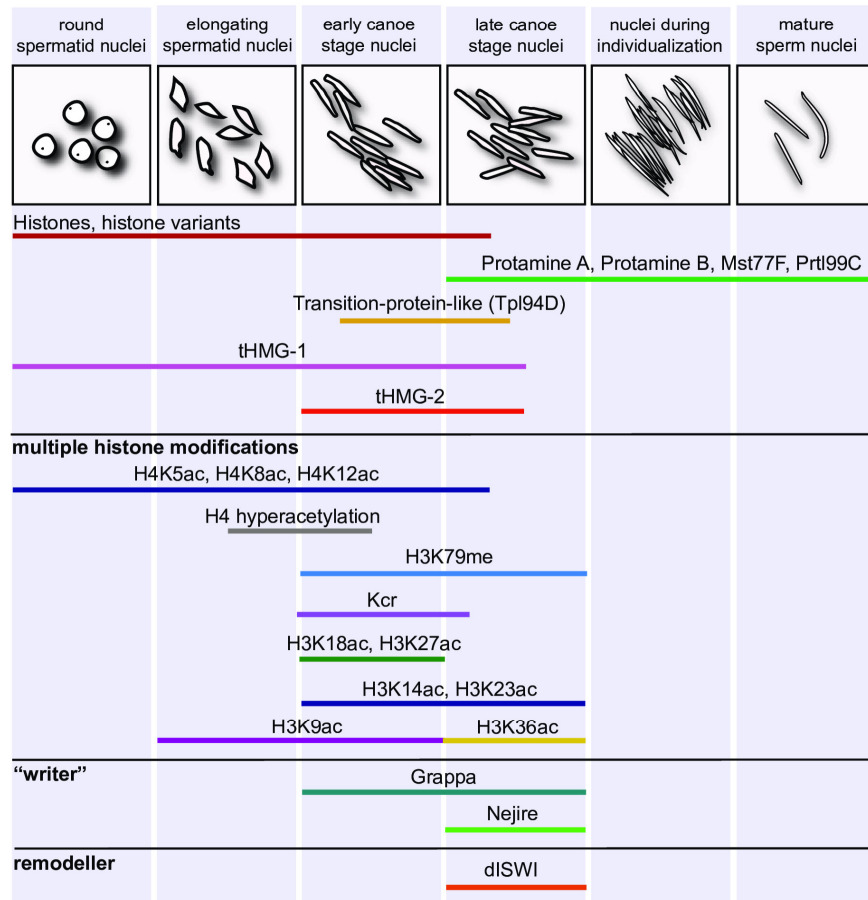 round
spermatid nuclei
elongating
spermatid nuclei
early canoe
stage nuclei
late canoe
stage nuclei
nuclei during
individualization
mature
sperm nuclei
Histones, histone variants
Protamine A, Protamine B, Mst77F, Prtl99C
Transition-protein-like (Tpl94D)
tHMG-1
tHMG-2
multiple histone modifications
H4K5ac, H4K8ac, H4K12ac
H4 hyperacetylation
H3K79me
Kcr
H3K18ac, H3K27ac
H3K14ac, H3K23ac
H3K9ac
H3K36ac
“writer”
Grappa
Nejire
remodeller
dISWI